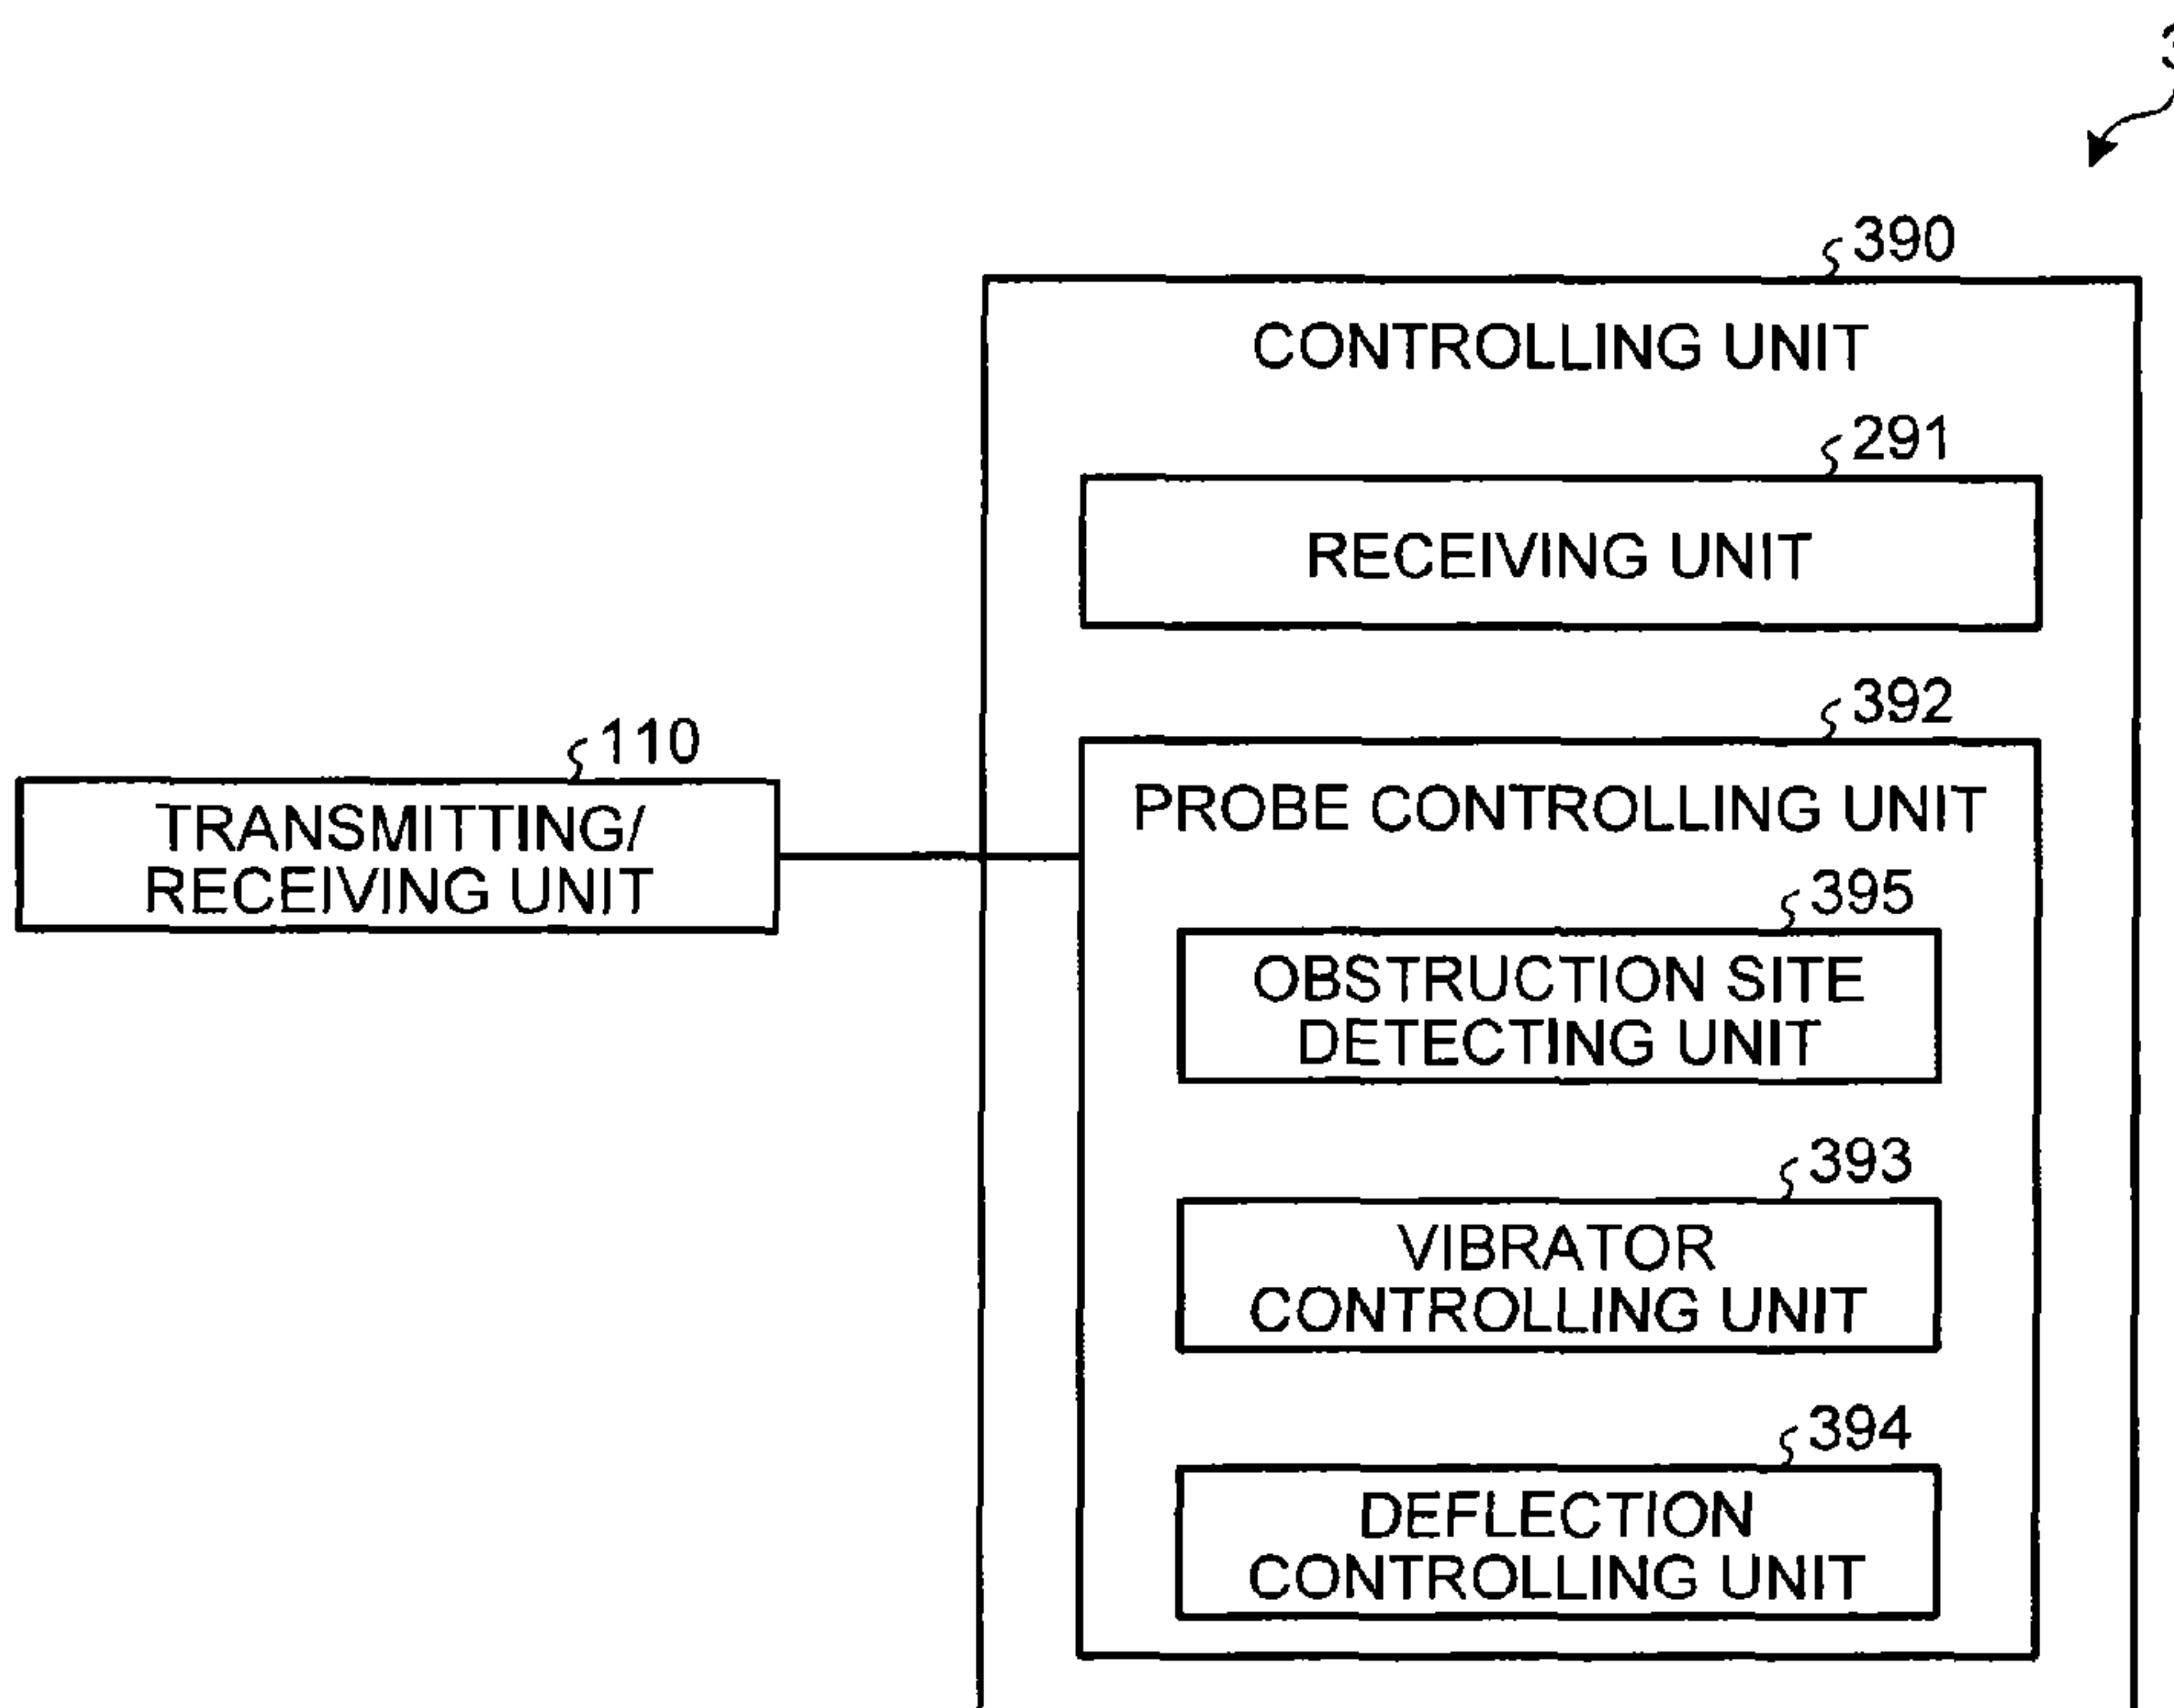 390
CONTROLLING UNIT
291
RECEIVING UNIT
392
110
PROBE CONTROLLING UNIT
TRANSMITTING/
RECEIVING UNIT
395
OBSTRUCTION SITE
DETECTING UNIT
393
VIBRATOR
CONTROLLING UNIT
394
DEFLECTION
CONTROLLING UNIT